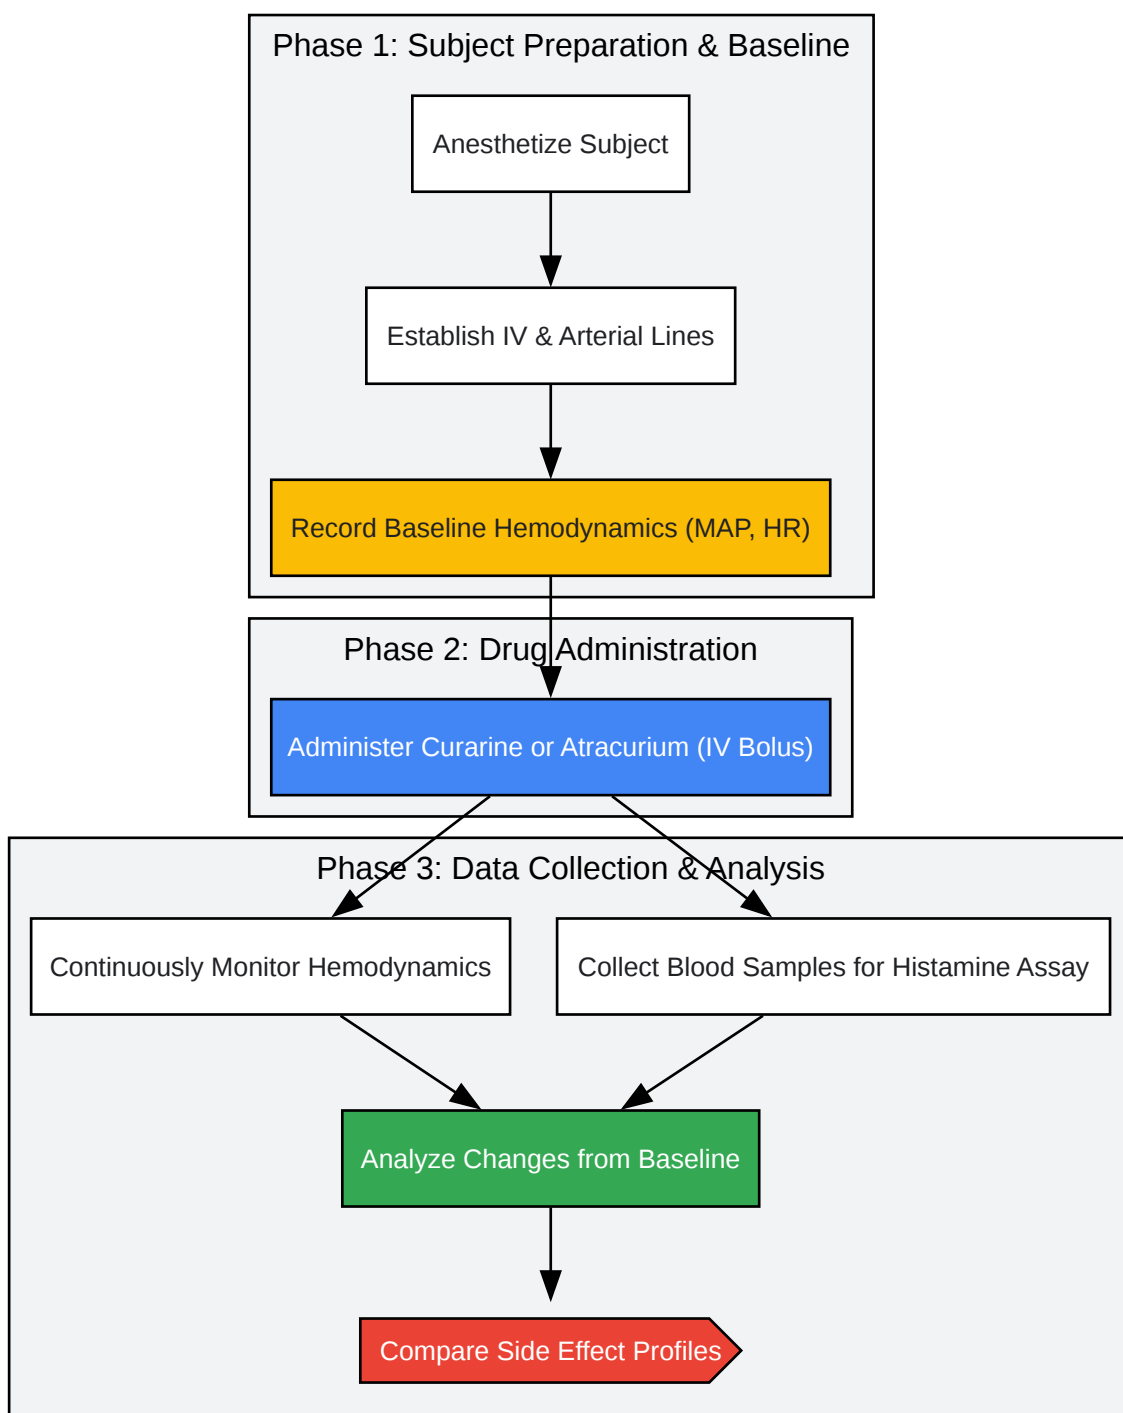 Phase 1: Subject Preparation & Baseline
Anesthetize Subject
Establish IV & Arterial Lines
Record Baseline Hemodynamics (MAP, HR)
Phase 2: Drug Administration
Administer Curarine or Atracurium (IV Bolus)
Phase 3: Data Collection & Analysis
Continuously Monitor Hemodynamics
Collect Blood Samples for Histamine Assay
Analyze Changes from Baseline
Compare Side Effect Profiles